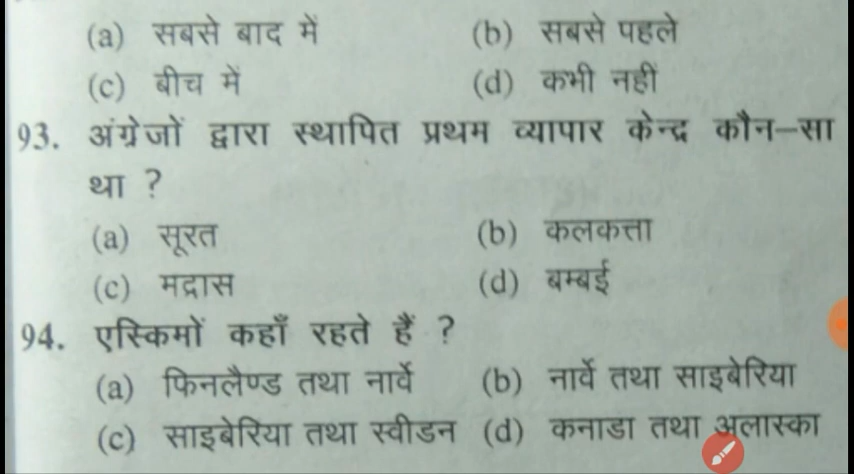 (a) सबसे बाद में (b) सबसे पहले
(c) बीच में (d) कभी नहीं
93. अंग्रेजों द्वारा स्थापित प्रथम व्यापार केन्द्र कौन-सा
था ?
(a) सूरत (b) कलकत्ता
(c) मद्रास (d) बम्बई
94. एस्किमों कहाँ रहते हैं ?
(a) फिनलैण्ड तथा नार्वे (b) नार्वे तथा साइबेरिया
(c) साइबेरिया तथा स्वीडन (d) कनाडा तथा अलास्का